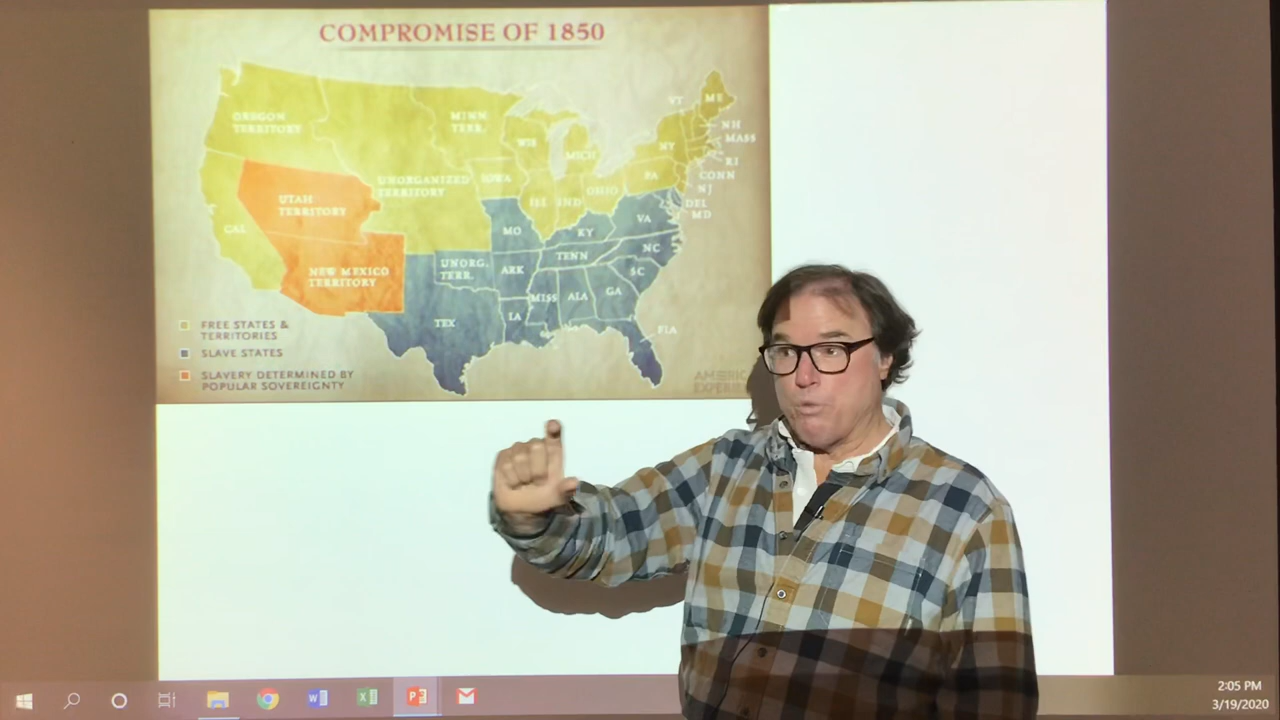 COMPROMISE OF 1850
VT
ME
OREGON
TERRITORY
MINN
TERR.
NH
MASS
WIS
NY
MICH
RI
UNORGANIZED
TERRITORY
IOWA
PA
CONN
OHIO
NJ
UTAH
TERRITORY
ILL
IND
DEL
MD
CAL
MO
KY
VA
NC
TENN
UNORG.
TERR.
ARK
SC
NEW MEXICO
TERRITORY
MISS
ALA
GA
LA
TEX
FLA
FREE STATES &
TERRITORIES
SLAVE STATES
SLAVERY DETERMINED BY
POPULAR SOVEREIGNTY
2:05 PM
3/19/2020